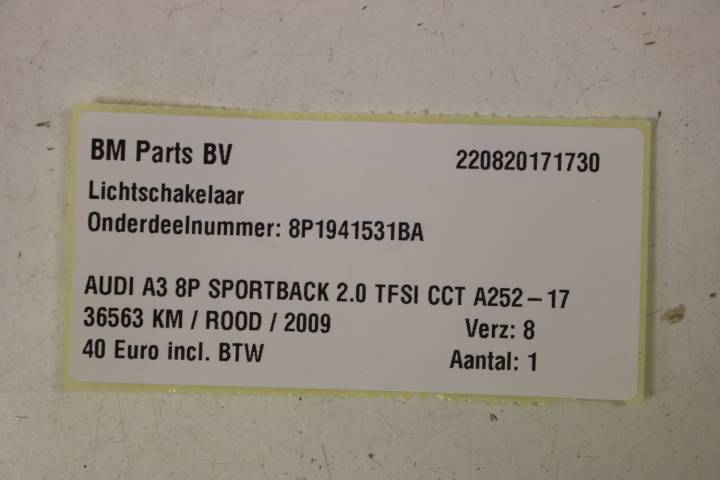 BM Parts BV 220820171730
Lichtschakelaar
Onderdeelnummer: 8P1941531BA
AUDI A3 8P SPORTBACK 2.0 TFSI CCT A252-17
36563 KM / ROOD / 2009 Verz: 8
40 Euro incl. BTW Aantal: 1